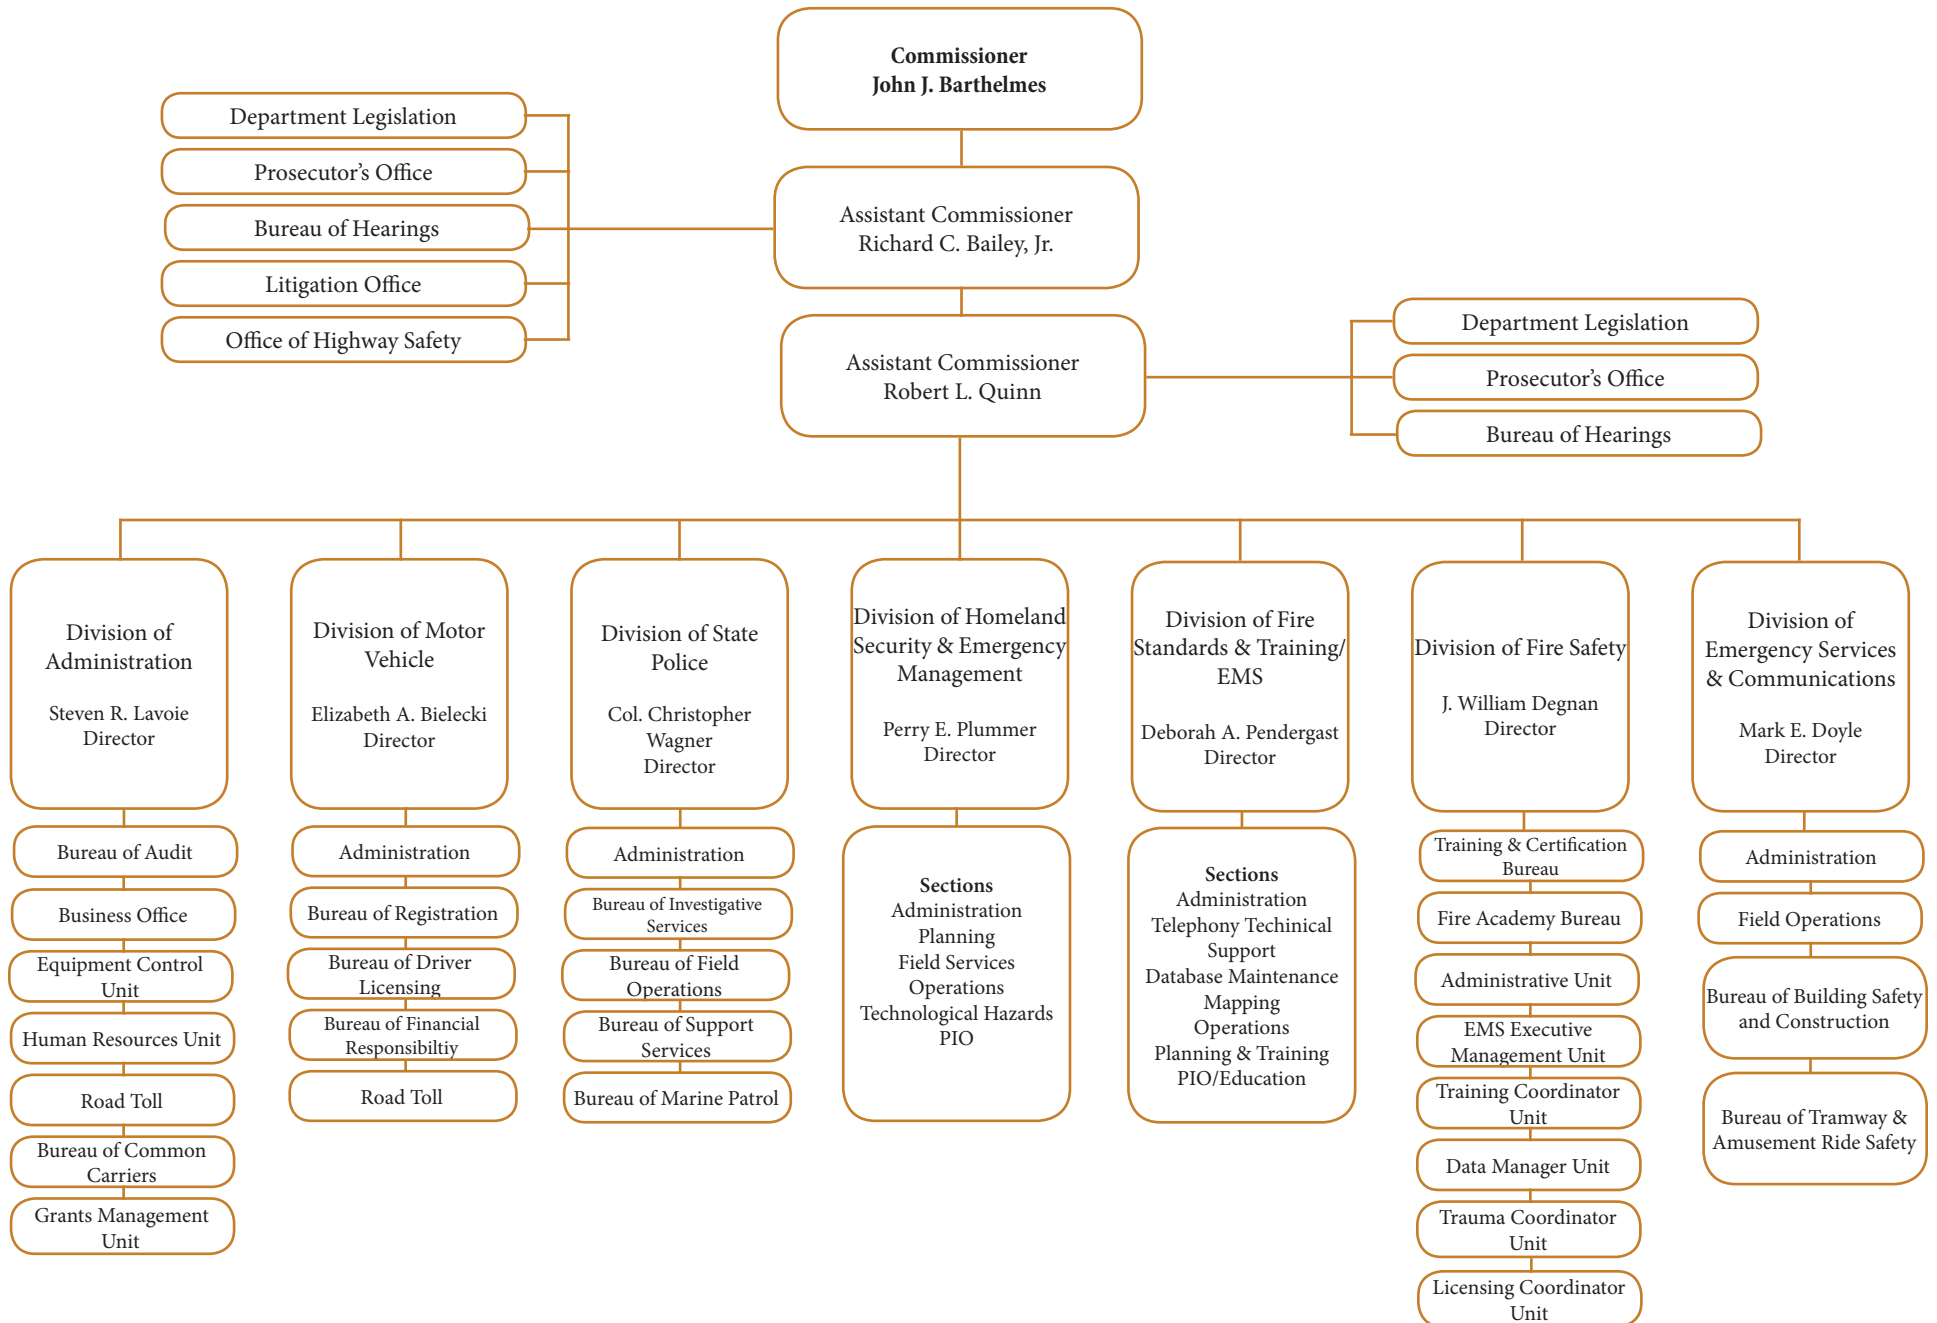 Commissioner
John J. Barthelmes
Department Legislation
Prosecutor’s Office
Bureau of Hearings
Litigation Office
Office of Highway Safety
Assistant Commissioner
Richard C. Bailey, Jr.
Assistant Commissioner
Robert L. Quinn
Department Legislation
Prosecutor’s Office
Bureau of Hearings
Division of
Administration
Steven R. Lavoie
Director
Bureau of Audit
Business Office
Equipment Control
Unit
Human Resources Unit
Road Toll
Bureau of Common
Carriers
Grants Management
Unit
Division of Motor
Vehicle
Elizabeth A. Bielecki
Director
Administration
Bureau of Registration
Bureau of Driver
Licensing
Bureau of Financial
Responsibiltiy
Road Toll
Division of State
Police
Col. Christopher
Wagner
Director
Administration
Bureau of Investigative
Services
Bureau of Field
Operations
Bureau of Support
Services
Bureau of Marine Patrol
Division of Homeland
Security & Emergency
Management
Perry E. Plummer
Director
Sections
Administration
Planning
Field Services
Operations
Technological Hazards
PIO
Division of Fire
Standards & Training/
EMS
Deborah A. Pendergast
Director
Sections
Administration
Telephony Techinical
Support
Database Maintenance
Mapping
Operations
Planning & Training
PIO/Education
Division of Fire Safety
J. William Degnan
Director
Training & Certification
Bureau
Fire Academy Bureau
Administrative Unit
EMS Executive
Management Unit
Training Coordinator
Unit
Data Manager Unit
Trauma Coordinator
Unit
Licensing Coordinator
Unit
Division of
Emergency Services
& Communications
Mark E. Doyle
Director
Administration
Field Operations
Bureau of Building Safety
and Construction
Bureau of Tramway &
Amusement Ride Safety